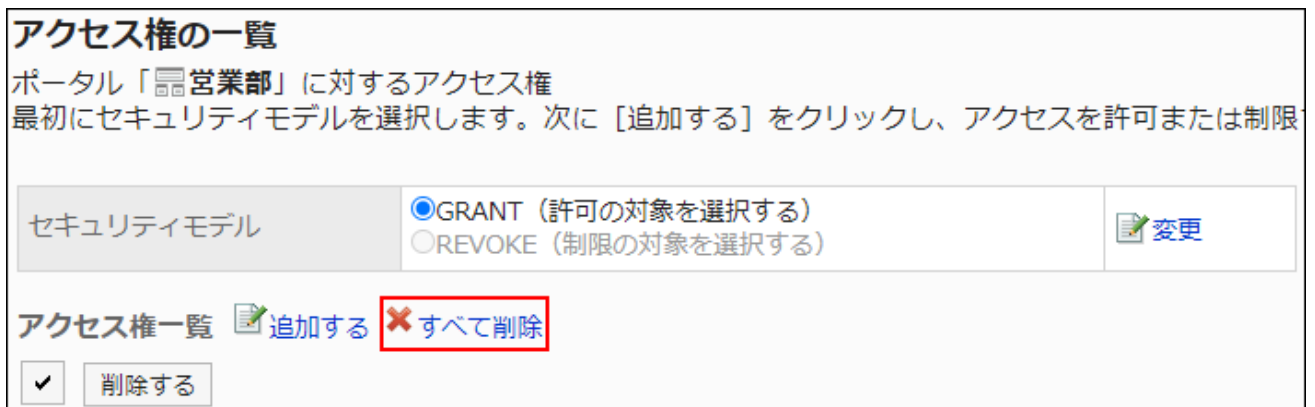 アクセス権の一覧
ポータル「営業部」に対するアクセス権
最初にセキュリティモデルを選択します。次に［追加する］をクリックし、アクセスを許可または制限
セキュリティモデル
GRANT（許可の対象を選択する）
REVOKE（制限の対象を選択する）
変更
アクセス権一覧 追加する すべて削除
削除する